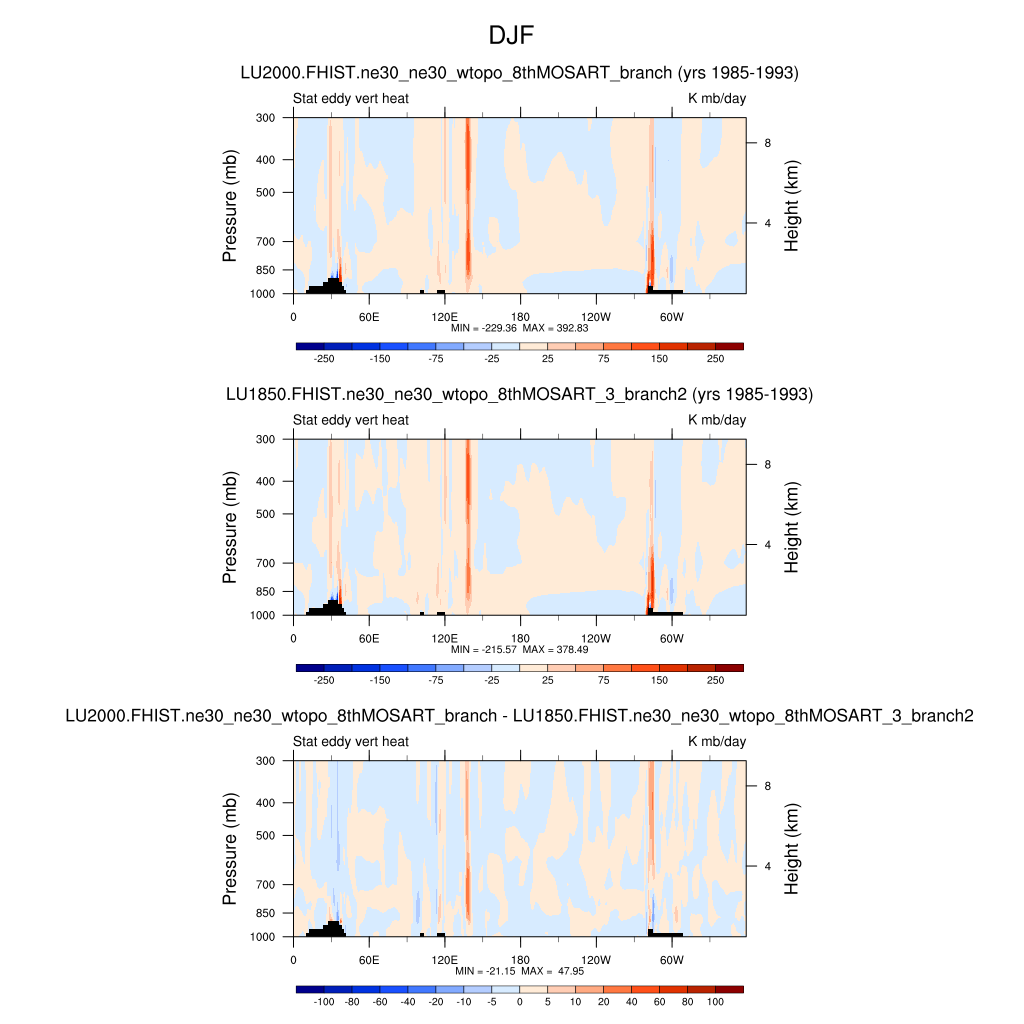 DJF
LU2000.FHIST.ne30_ne30_wtopo_8thMOSART_branch (yrs 1985-1993)
Stat eddy vert heat K mb/day
300
400
500
700
850
1000
Pressure (mb)
8
4
Height (km)
0 60E 120E 180 120W 60W
MIN = -229.36 MAX = 392.83
-250 -150 -75 -25 25 75 150 250
LU1850.FHIST.ne30_ne30_wtopo_8thMOSART_3_branch2 (yrs 1985-1993)
Stat eddy vert heat K mb/day
300
400
500
700
850
1000
Pressure (mb)
8
4
Height (km)
0 60E 120E 180 120W 60W
MIN = -215.57 MAX = 378.49
-250 -150 -75 -25 25 75 150 250
LU2000.FHIST.ne30_ne30_wtopo_8thMOSART_branch - LU1850.FHIST.ne30_ne30_wtopo_8thMOSART_3_branch2
Stat eddy vert heat K mb/day
300
400
500
700
850
1000
Pressure (mb)
8
4
Height (km)
0 60E 120E 180 120W 60W
MIN = -21.15 MAX = 47.95
-100 -80 -60 -40 -20 -10 -5 0 5 10 20 40 60 80 100